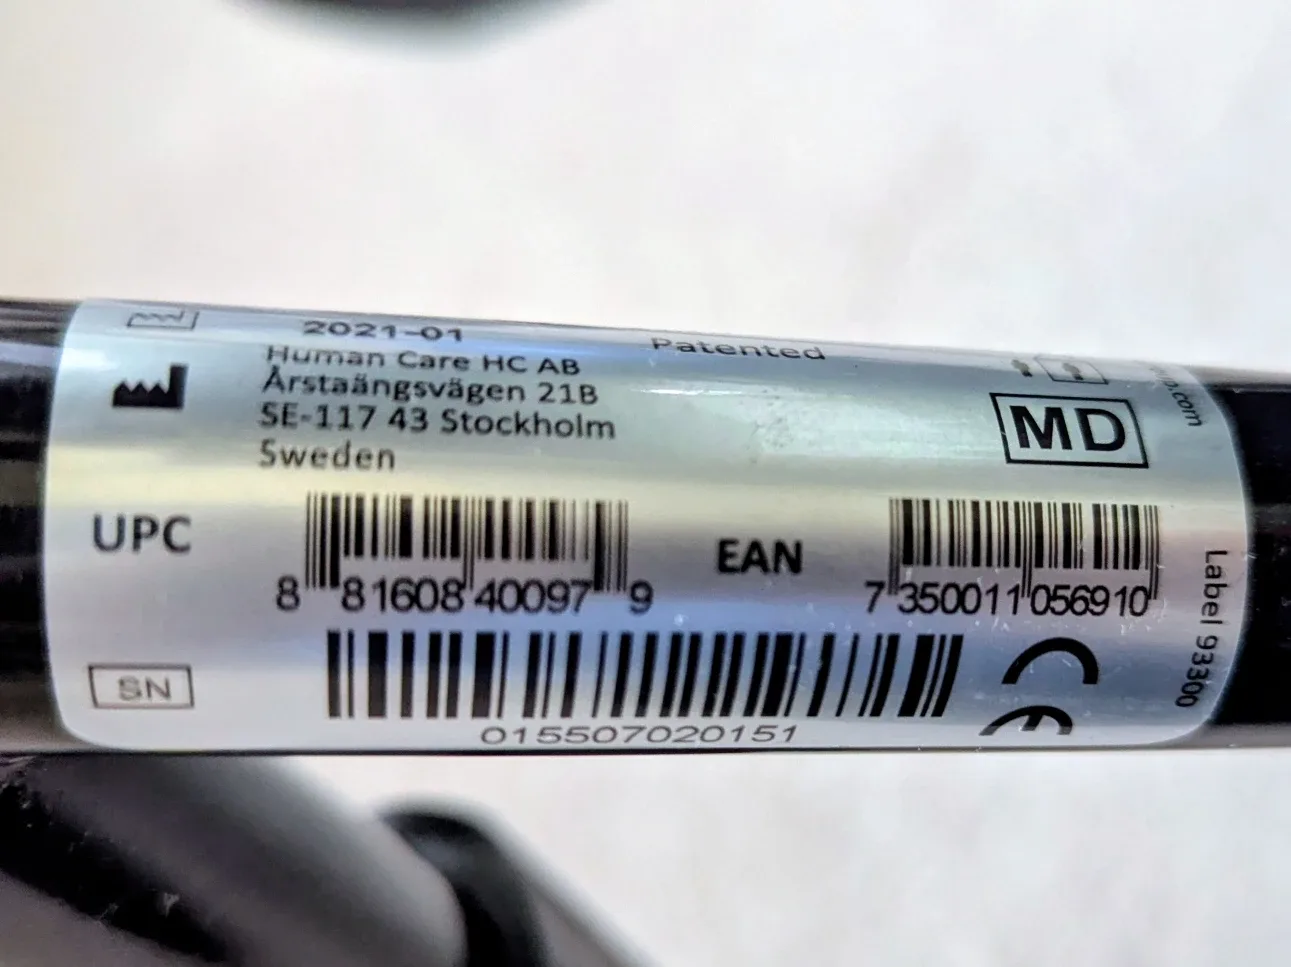 2021-01
Patented
Human Care HC AB
Årstaängsvägen 21B
SE-117 43 Stockholm
Sweden
MD
UPC
8 81608 40097 9
EAN
7 350011 056910
Label 93300
SN
015507020151
CE